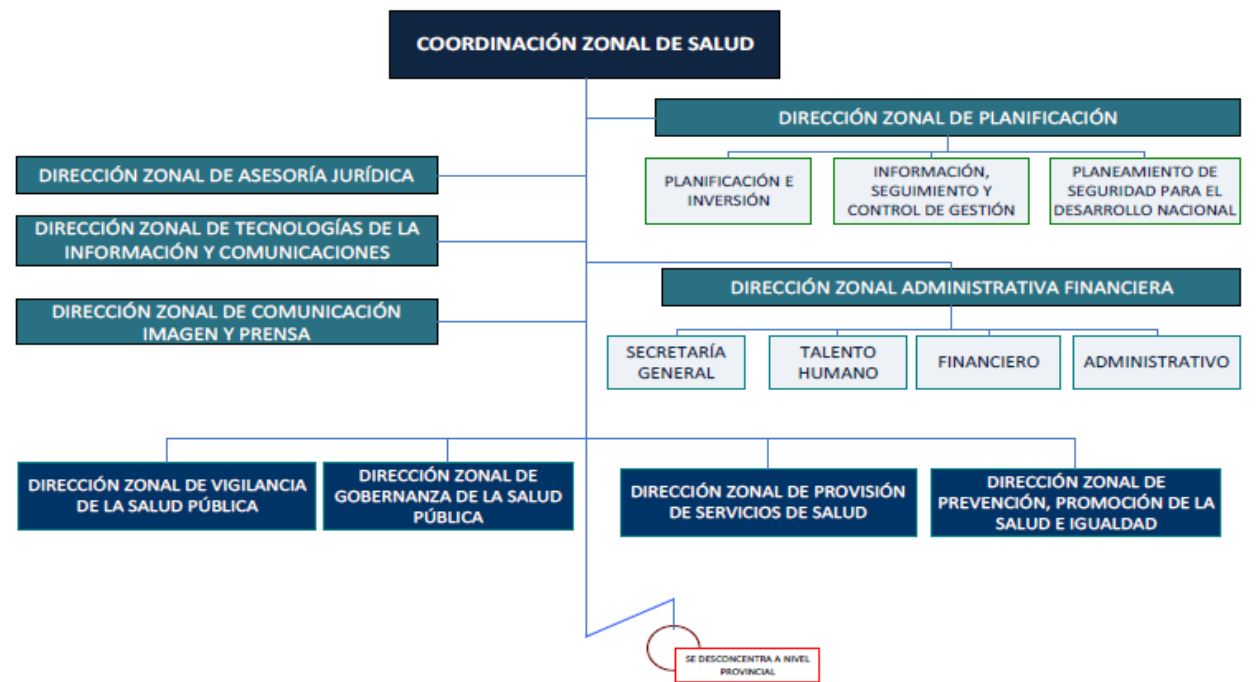 COORDINACIÓN ZONAL DE SALUD
DIRECCIÓN ZONAL DE PLANIFICACIÓN
PLANIFICACIÓN E
INVERSIÓN
INFORMACIÓN,
SEGUIMIENTO Y
CONTROL DE GESTIÓN
PLANEAMIENTO DE
SEGURIDAD PARA EL
DESARROLLO NACIONAL
DIRECCIÓN ZONAL DE ASESORÍA JURÍDICA
DIRECCIÓN ZONAL DE TECNOLOGÍAS DE LA
INFORMACIÓN Y COMUNICACIONES
DIRECCIÓN ZONAL DE COMUNICACIÓN
IMAGEN Y PRENSA
DIRECCIÓN ZONAL ADMINISTRATIVA FINANCIERA
SECRETARÍA
GENERAL
TALENTO
HUMANO
FINANCIERO
ADMINISTRATIVO
DIRECCIÓN ZONAL DE VIGILANCIA
DE LA SALUD PÚBLICA
DIRECCIÓN ZONAL DE
GOBERNANZA DE LA SALUD
PÚBLICA
DIRECCIÓN ZONAL DE PROVISIÓN
DE SERVICIOS DE SALUD
DIRECCIÓN ZONAL DE
PREVENCIÓN, PROMOCIÓN DE LA
SALUD E IGUALDAD
SE DESCONCENTRA A NIVEL
PROVINCIAL